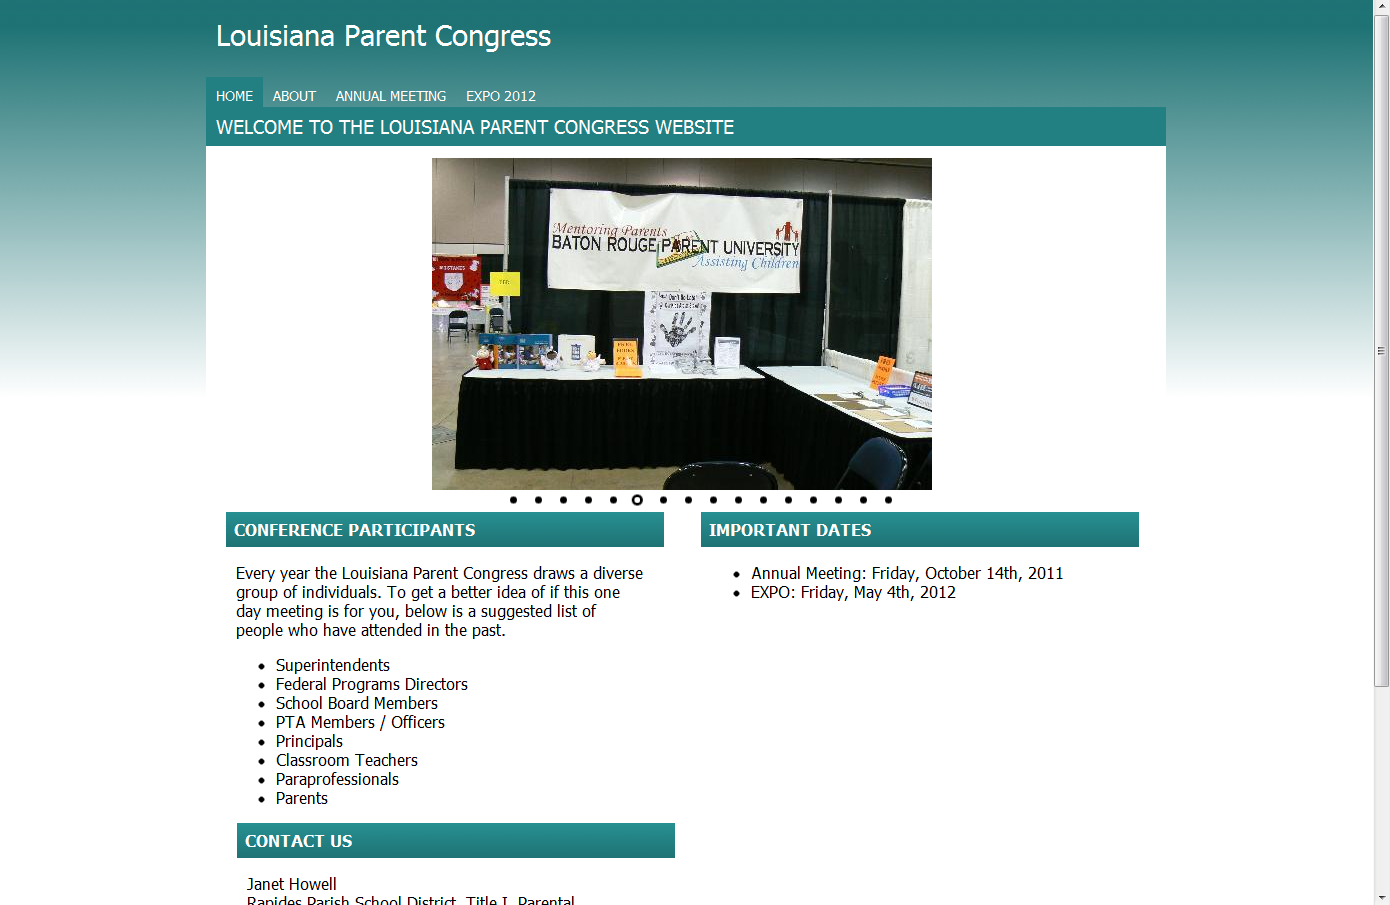 Louisiana Parent Congress
HOME ABOUT ANNUAL MEETING EXPO 2012
WELCOME TO THE LOUISIANA PARENT CONGRESS WEBSITE
Mentoring Parents
BATON ROUGE PARENT UNIVERSITY
Assisting Children
MISTAKES
CONFERENCE PARTICIPANTS
Every year the Louisiana Parent Congress draws a diverse
group of individuals. To get a better idea of if this one
day meeting is for you, below is a suggested list of
people who have attended in the past.
Superintendents
Federal Programs Directors
School Board Members
PTA Members / Officers
Principals
Classroom Teachers
Paraprofessionals
Parents
IMPORTANT DATES
Annual Meeting: Friday, October 14th, 2011
EXPO: Friday, May 4th, 2012
CONTACT US
Janet Howell
Rapides Parish School District, Title I, Parental